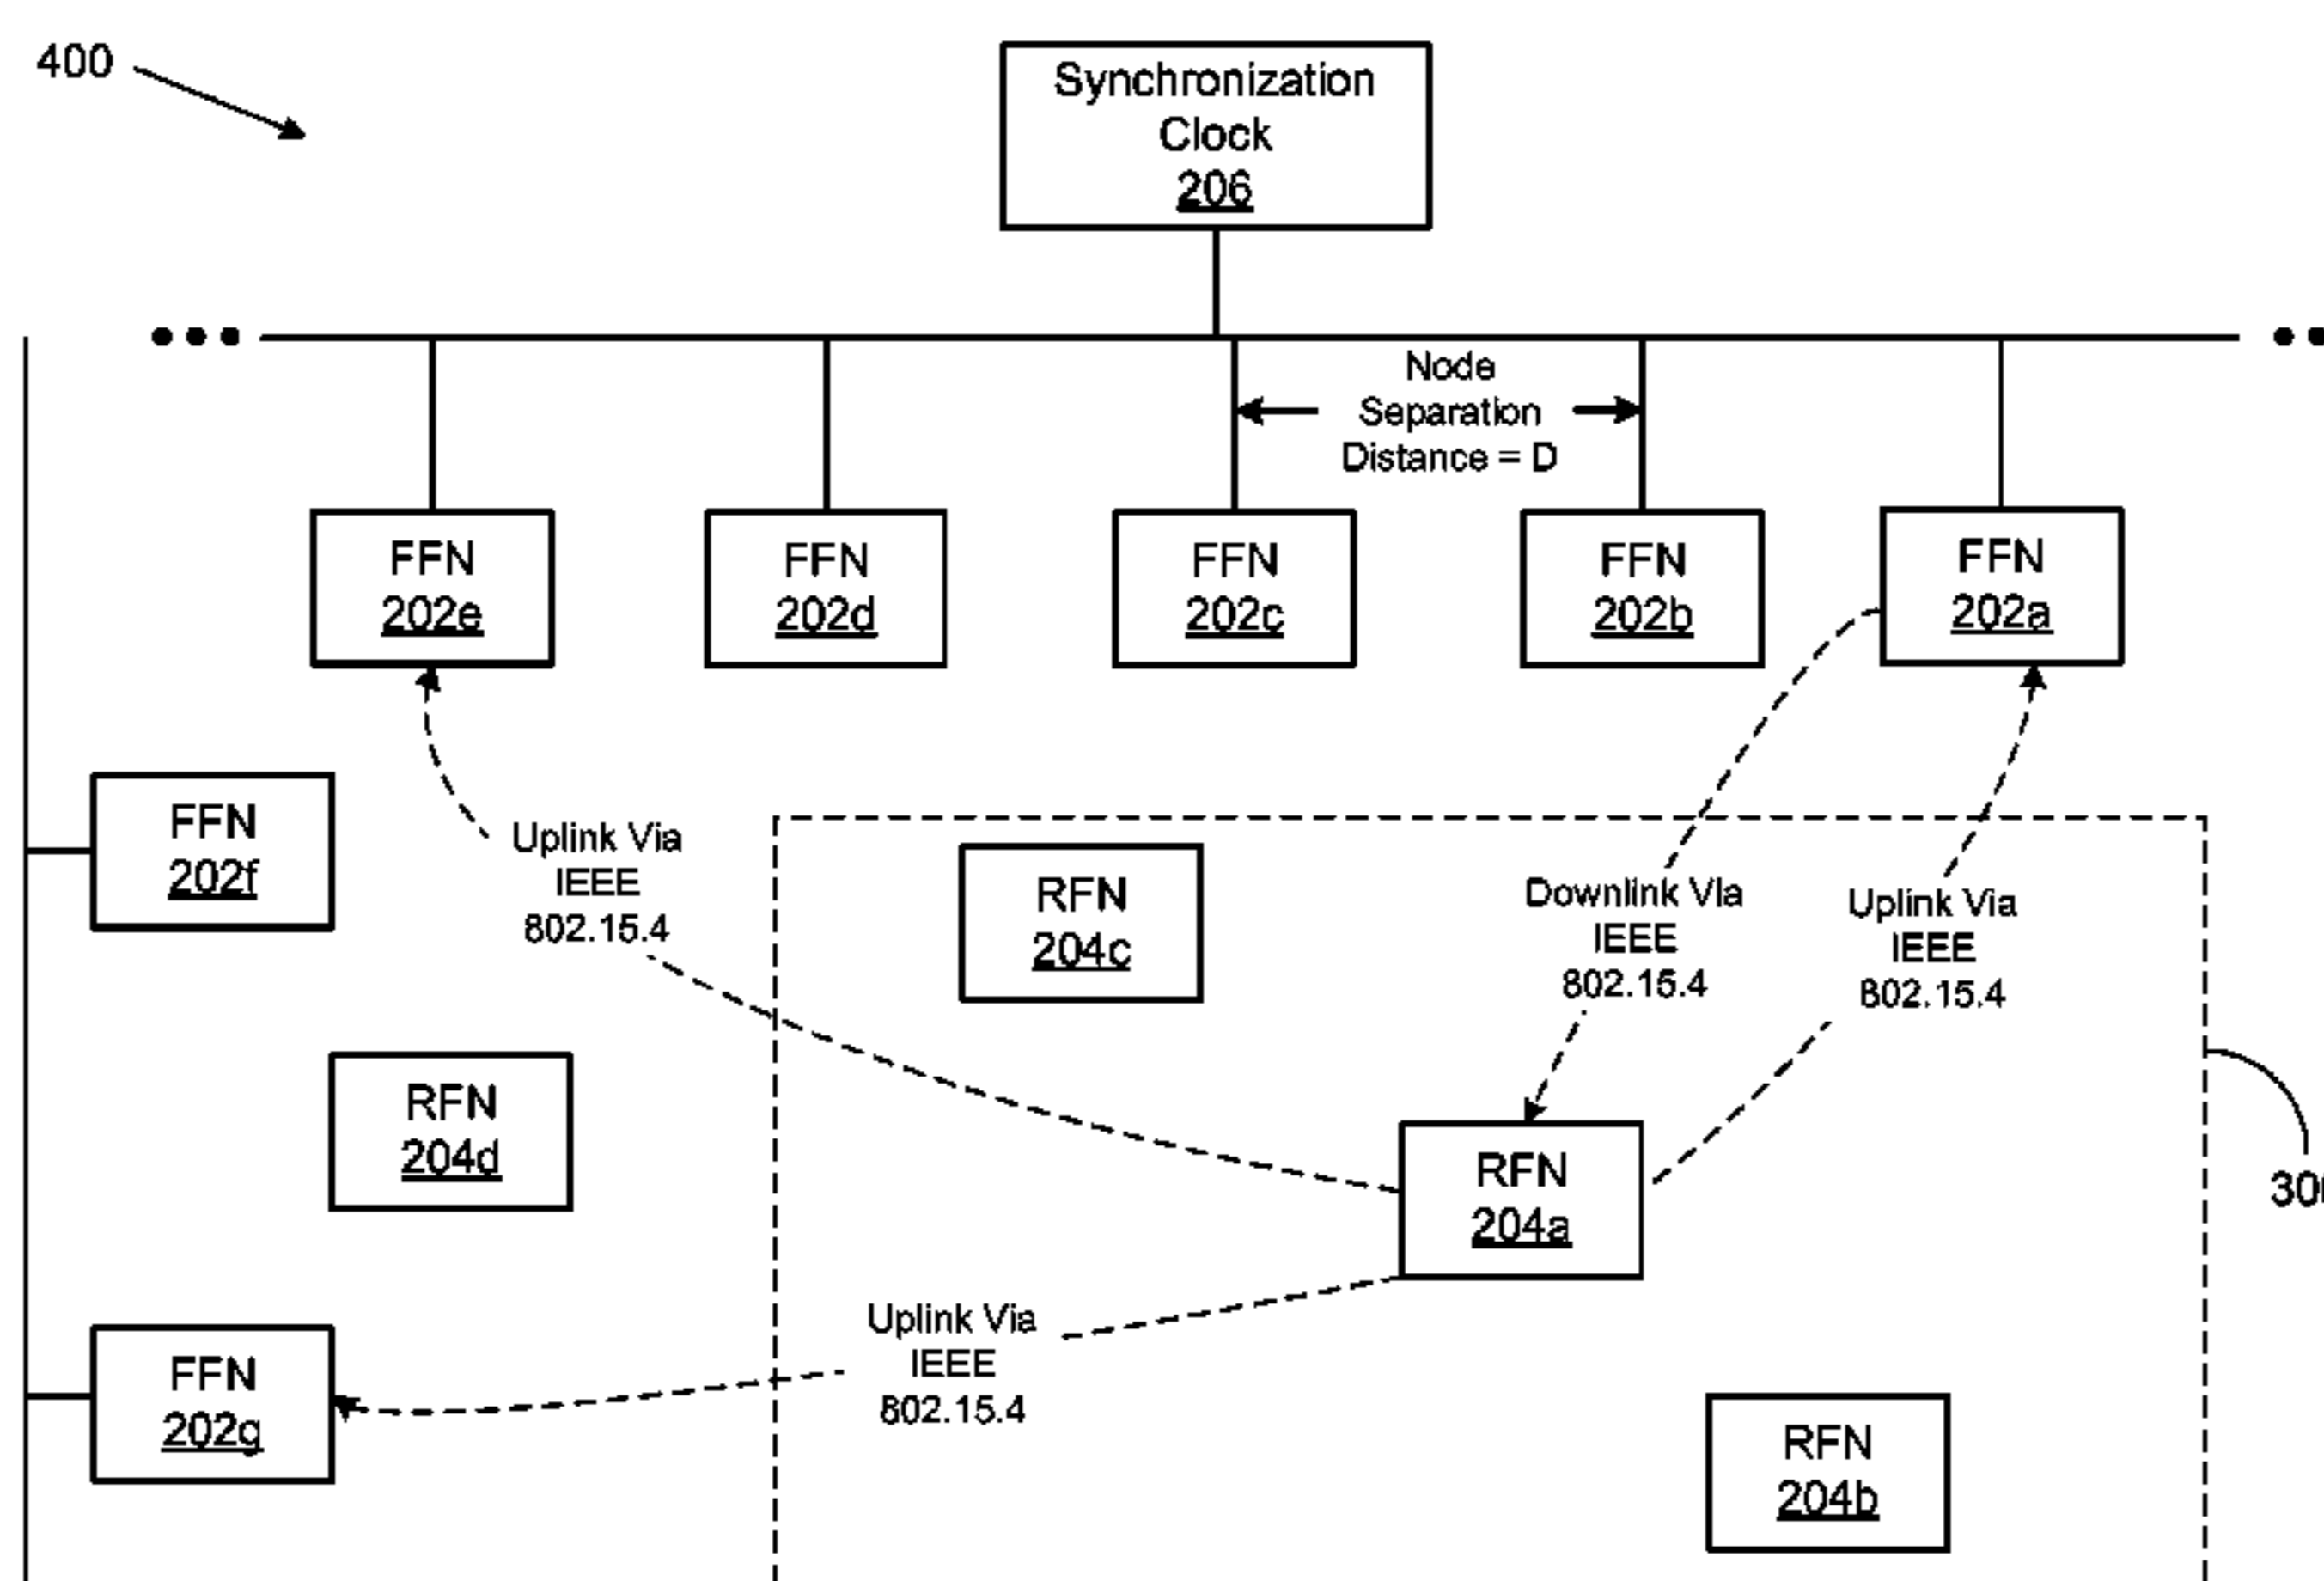 400
Synchronization
Clock
206
Node
Separation
Distance = D
FFN
202e
FFN
202d
FFN
202c
FFN
202b
FFN
202a
FFN
202f
Uplink Via
IEEE
802.15.4
RFN
204c
Downlink Via
IEEE
802.15.4
Uplink Via
IEEE
802.15.4
RFN
204d
RFN
204a
Uplink Via
IEEE
802.15.4
FFN
202g
RFN
204b